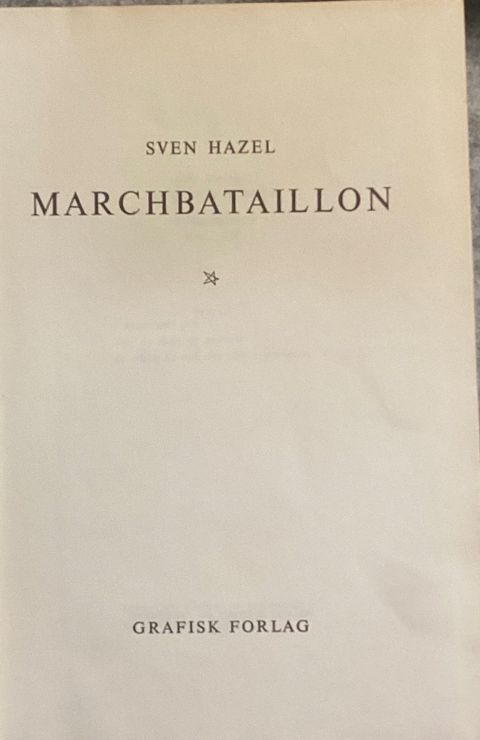 SVEN HAZEL
MARCHBATAILLON
GRAFISK FORLAG